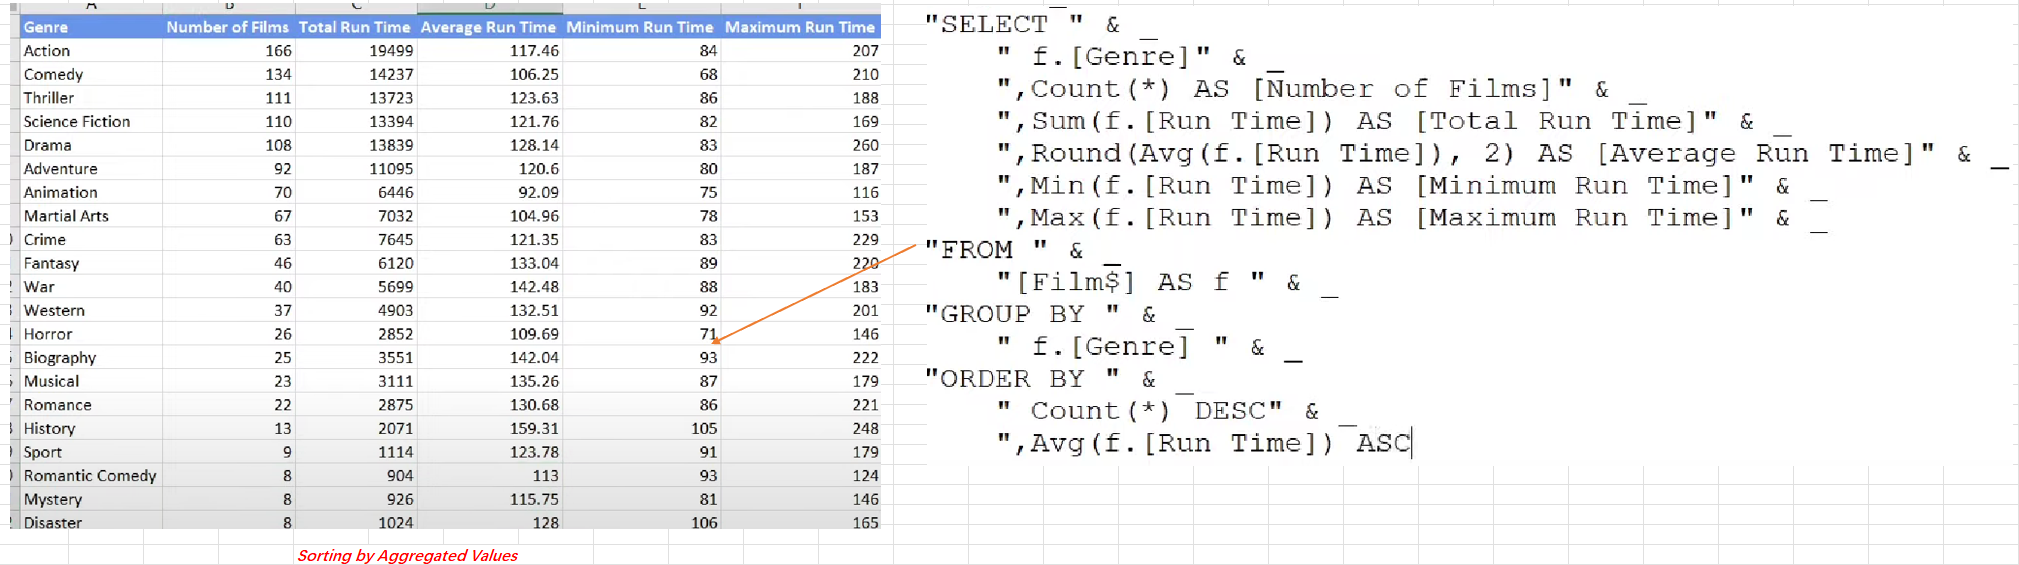 A B C D E F
Genre Number of Films Total Run Time Average Run Time Minimum Run Time Maximum Run Time
Action 166 19499 117.46 84 207
Comedy 134 14237 106.25 68 210
Thriller 111 13723 123.63 86 188
Science Fiction 110 13394 121.76 82 169
Drama 108 13839 128.14 83 260
Adventure 92 11095 120.6 80 187
Animation 70 6446 92.09 75 116
Martial Arts 67 7032 104.96 78 153
Crime 63 7645 121.35 83 229
Fantasy 46 6120 133.04 89 220
War 40 5699 142.48 88 183
Western 37 4903 132.51 92 201
Horror 26 2852 109.69 71 146
Biography 25 3551 142.04 93 222
Musical 23 3111 135.26 87 179
Romance 22 2875 130.68 86 221
History 13 2071 159.31 105 248
Sport 9 1114 123.78 91 179
Romantic Comedy 8 904 113 93 124
Mystery 8 926 115.75 81 146
Disaster 8 1024 128 106 165
Sorting by Aggregated Values
"SELECT " & _
" f.[Genre]" & _
",Count(*) AS [Number of Films]" & _
",Sum(f.[Run Time]) AS [Total Run Time]" & _
",Round(Avg(f.[Run Time]), 2) AS [Average Run Time]" & _
",Min(f.[Run Time]) AS [Minimum Run Time]" & _
",Max(f.[Run Time]) AS [Maximum Run Time]" & _
"FROM " & _
"[Film$] AS f " & _
"GROUP BY " & _
" f.[Genre] " & _
"ORDER BY " & _
" Count(*) DESC" & _
",Avg(f.[Run Time]) ASC